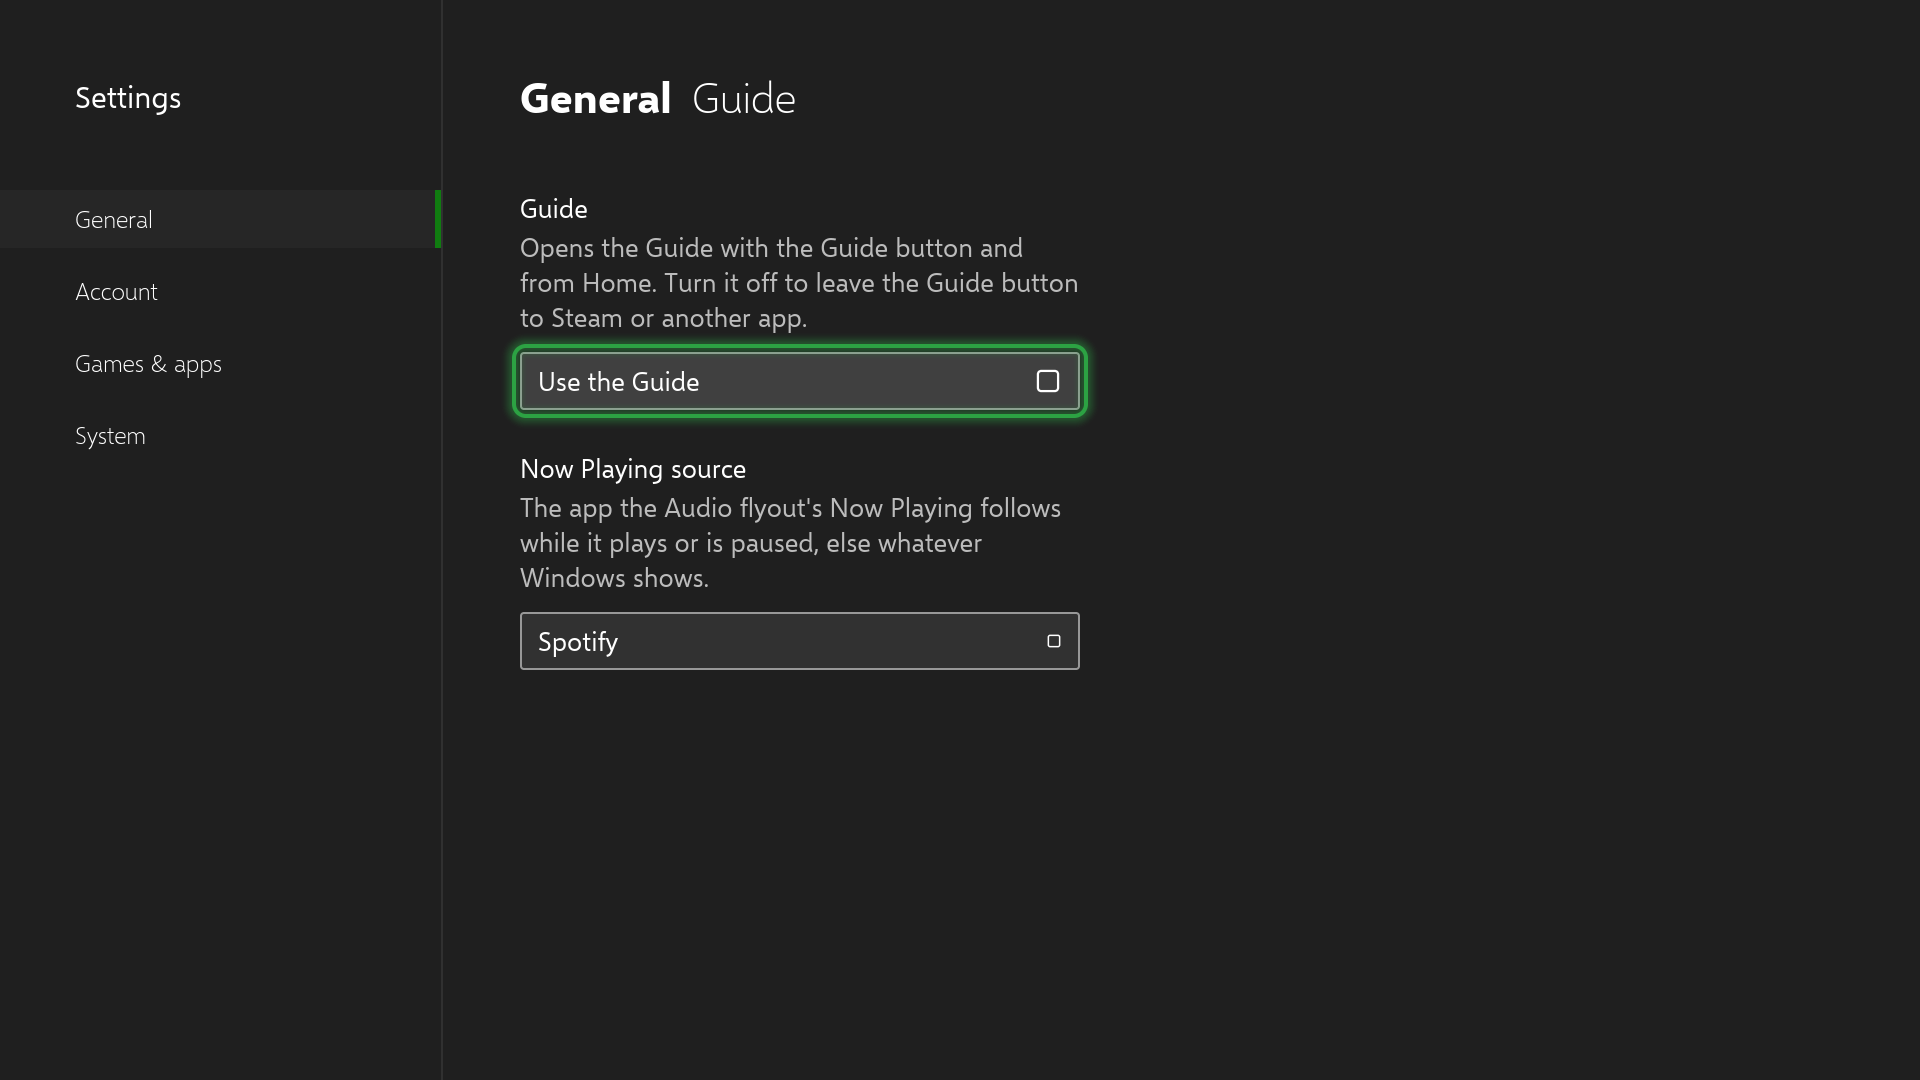 Settings
General
Account
Games & apps
System
General Guide
Guide
Opens the Guide with the Guide button and
from Home. Turn it off to leave the Guide button
to Steam or another app.
Use the Guide
Now Playing source
The app the Audio flyout's Now Playing follows
while it plays or is paused, else whatever
Windows shows.
Spotify